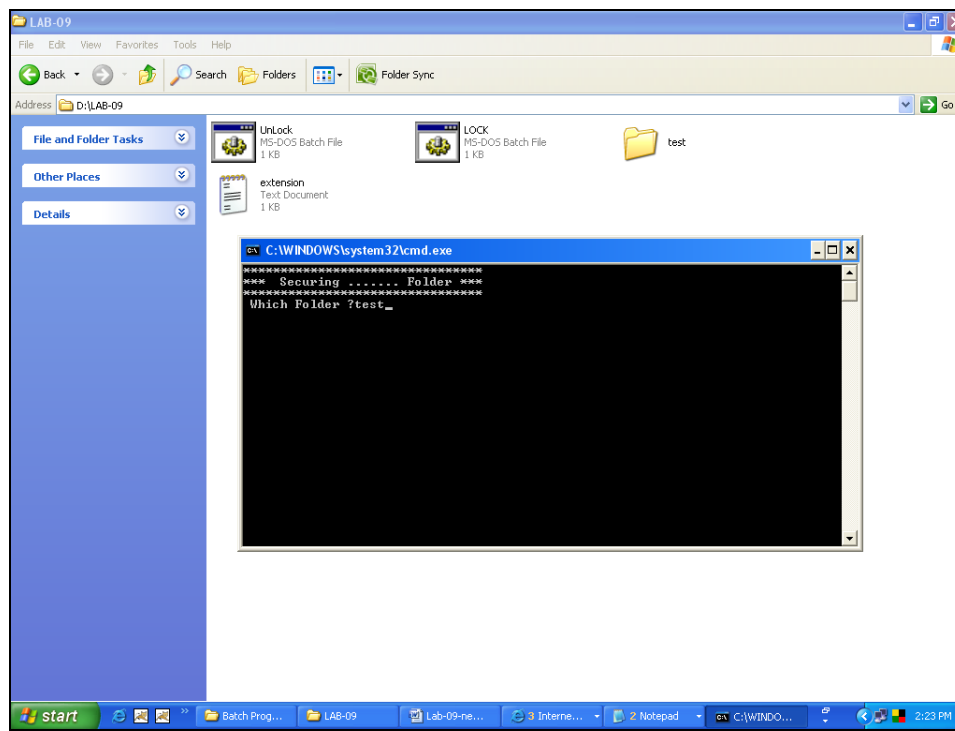 LAB-09
File Edit View Favorites Tools Help
Back Search Folders Folder Sync
Address D:\LAB-09 Go
File and Folder Tasks
Other Places
Details
UnLock
MS-DOS Batch File
1 KB
LOCK
MS-DOS Batch File
1 KB
test
extension
Text Document
1 KB
C:\WINDOWS\system32\cmd.exe
********************************
*** Securing ....... Folder ***
********************************
Which Folder ?test_
start Batch Prog... LAB-09 Lab-09-ne... 3 Interne... 2 Notepad C:\WINDO... 2:23 PM